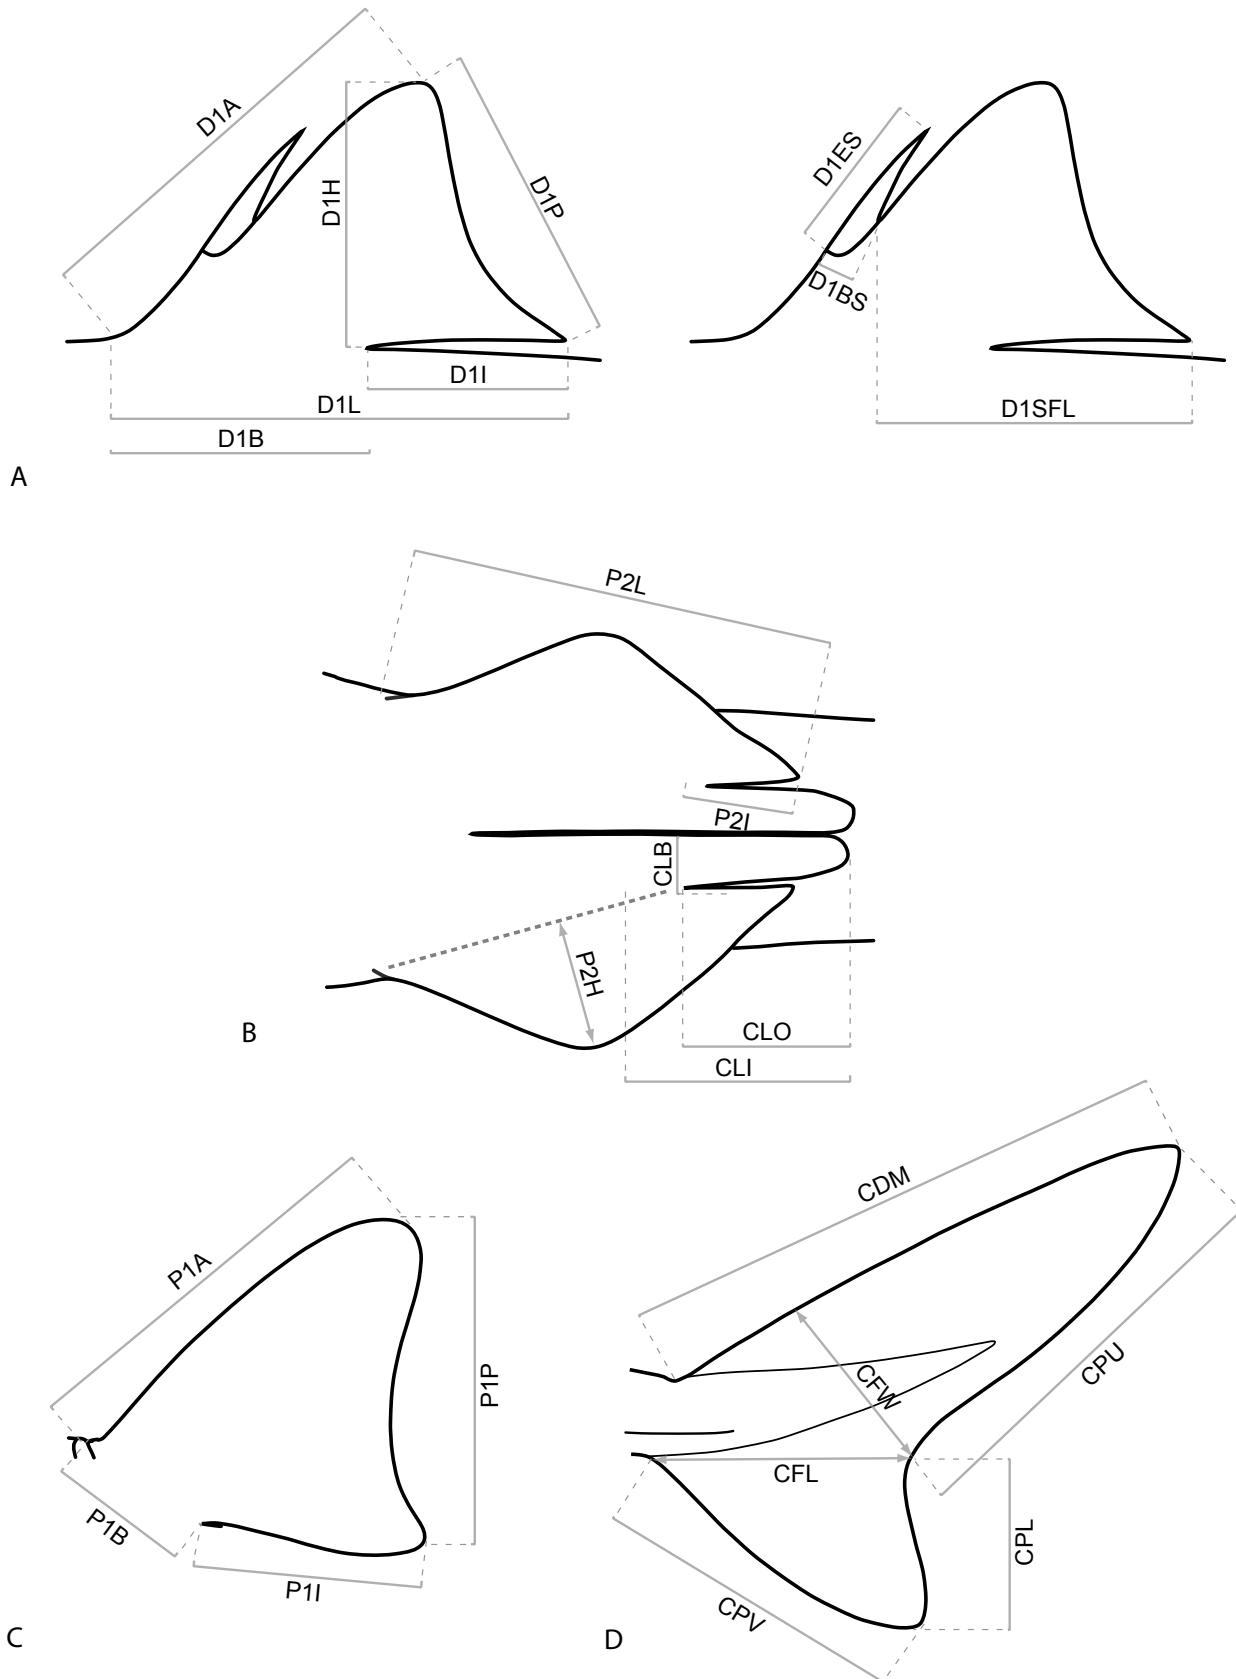 D1A
D1H
D1P
D1I
D1L
D1B
D1ES
D1BS
D1SFL
A
P2L
P2I
CLB
P2H
CLO
CLI
B
P1A
P1P
P1B
P1I
C
CDM
CFW
CPU
CFL
CPL
CPV
D